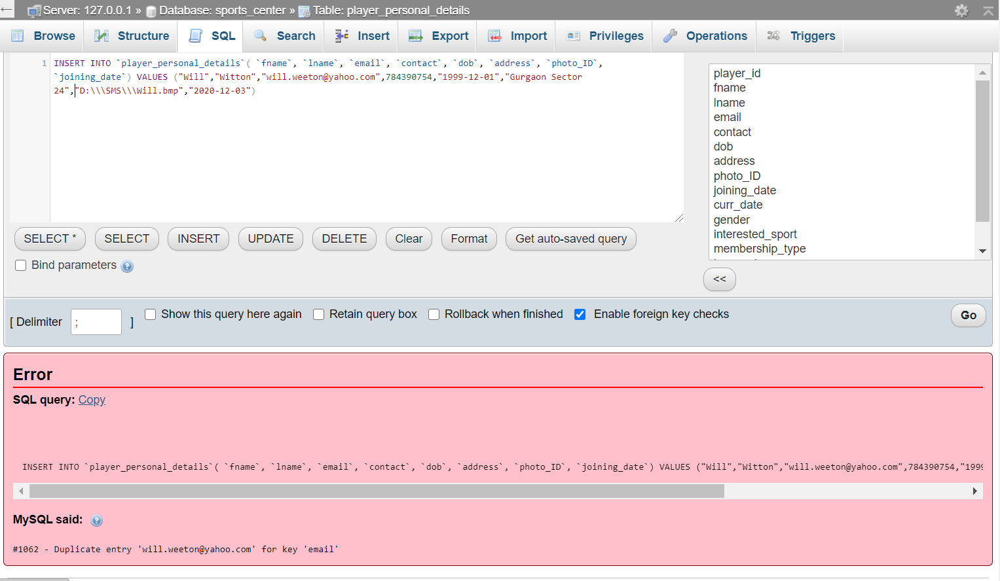 Server: 127.0.0.1 » Database: sports_center » Table: player_personal_details
Browse Structure SQL Search Insert Export Import Privileges Operations Triggers
1 INSERT INTO `player_personal_details`( `fname`, `lname`, `email`, `contact`, `dob`, `address`, `photo_ID`,
`joining_date`) VALUES ("Will","Witton","will.weeton@yahoo.com",784390754,"1999-12-01","Gurgaon Sector
24","D:\\\SMS\\\Will.bmp","2020-12-03")
player_id
fname
lname
email
contact
dob
address
photo_ID
joining_date
curr_date
gender
interested_sport
membership_type
SELECT * SELECT INSERT UPDATE DELETE Clear Format Get auto-saved query
Bind parameters
<<
[ Delimiter ; ] Show this query here again Retain query box Rollback when finished Enable foreign key checks Go
Error
SQL query: Copy
INSERT INTO `player_personal_details`( `fname`, `lname`, `email`, `contact`, `dob`, `address`, `photo_ID`, `joining_date`) VALUES ("Will","Witton","will.weeton@yahoo.com",784390754,"1999
MySQL said:
#1062 - Duplicate entry 'will.weeton@yahoo.com' for key 'email'